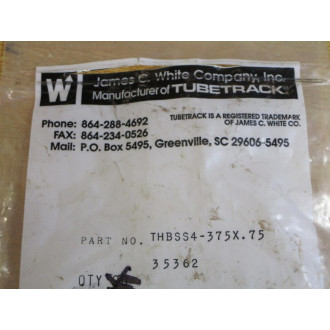 W
James C. White Company, Inc.
Manufacturer of TUBETRACK
Phone: 864-288-4692
FAX: 864-234-0526
TUBETRACK IS A REGISTERED TRADEMARK
OF JAMES C. WHITE CO.
Mail: P.O. Box 5495, Greenville, SC 29606-5495
PART NO. THBSS4-375X.75
35362
QTY